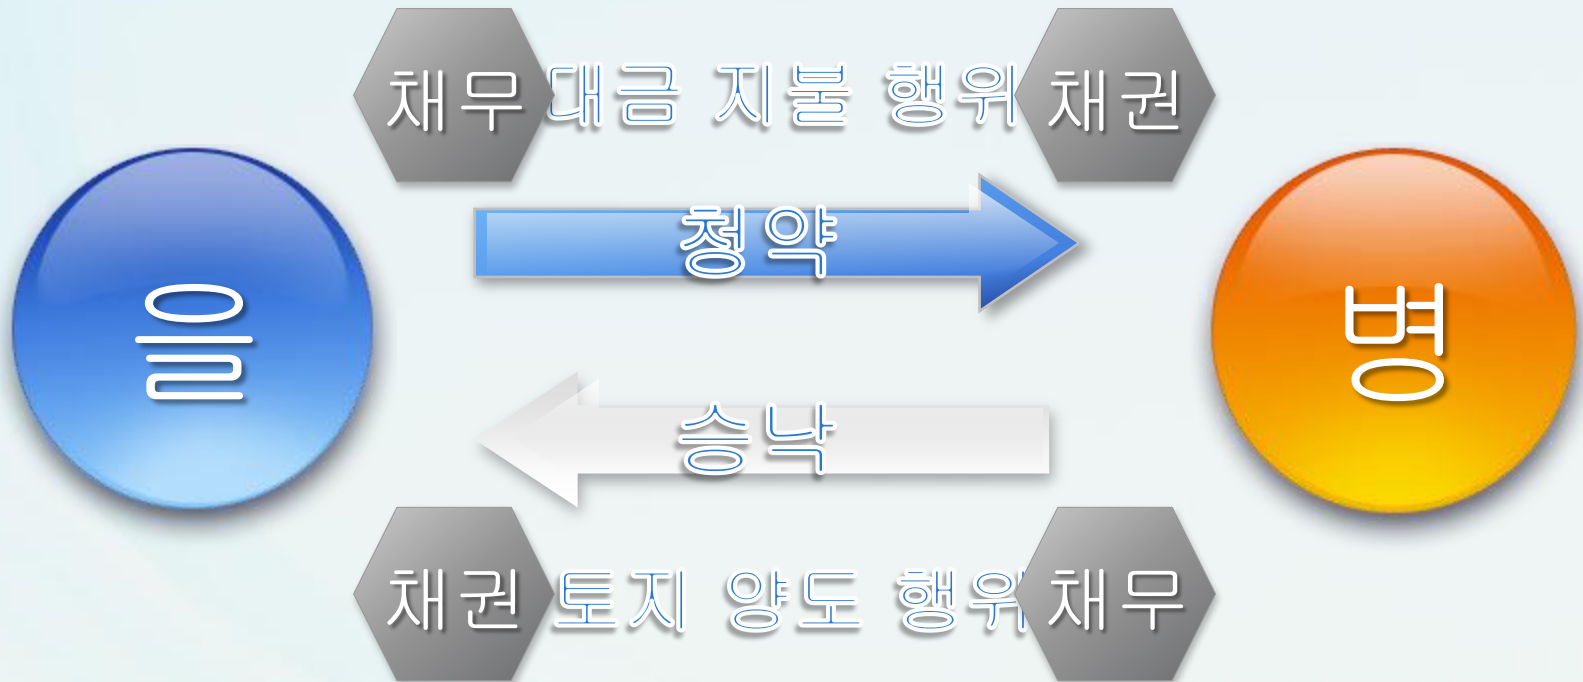 채무 대금 지불 행위 채권
청약
을 병
승낙
채권 토지 양도 행위 채무